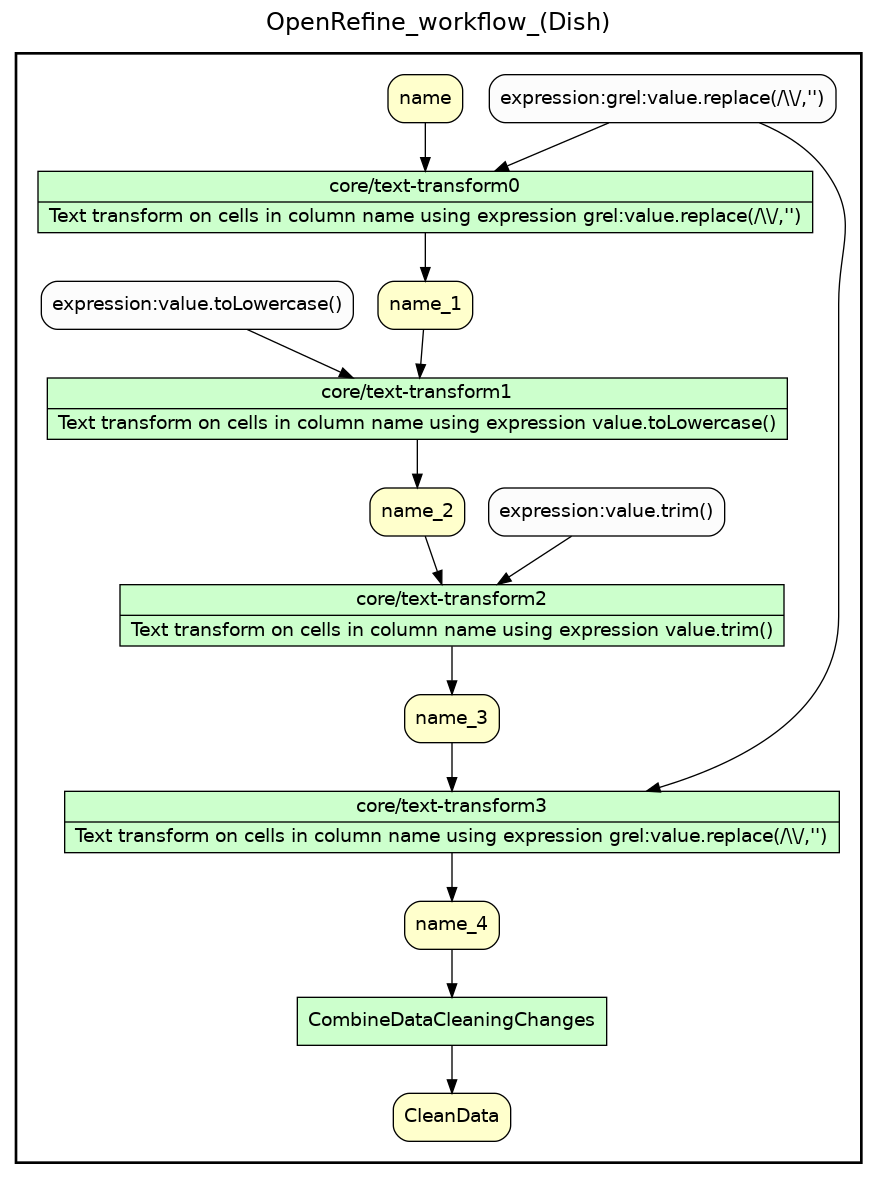 OpenRefine_workflow_(Dish)
name
expression:grel:value.replace(/\\/,'')
core/text-transform0
Text transform on cells in column name using expression grel:value.replace(/\\/,'')
expression:value.toLowercase()
name_1
core/text-transform1
Text transform on cells in column name using expression value.toLowercase()
name_2
expression:value.trim()
core/text-transform2
Text transform on cells in column name using expression value.trim()
name_3
core/text-transform3
Text transform on cells in column name using expression grel:value.replace(/\\/,'')
name_4
CombineDataCleaningChanges
CleanData